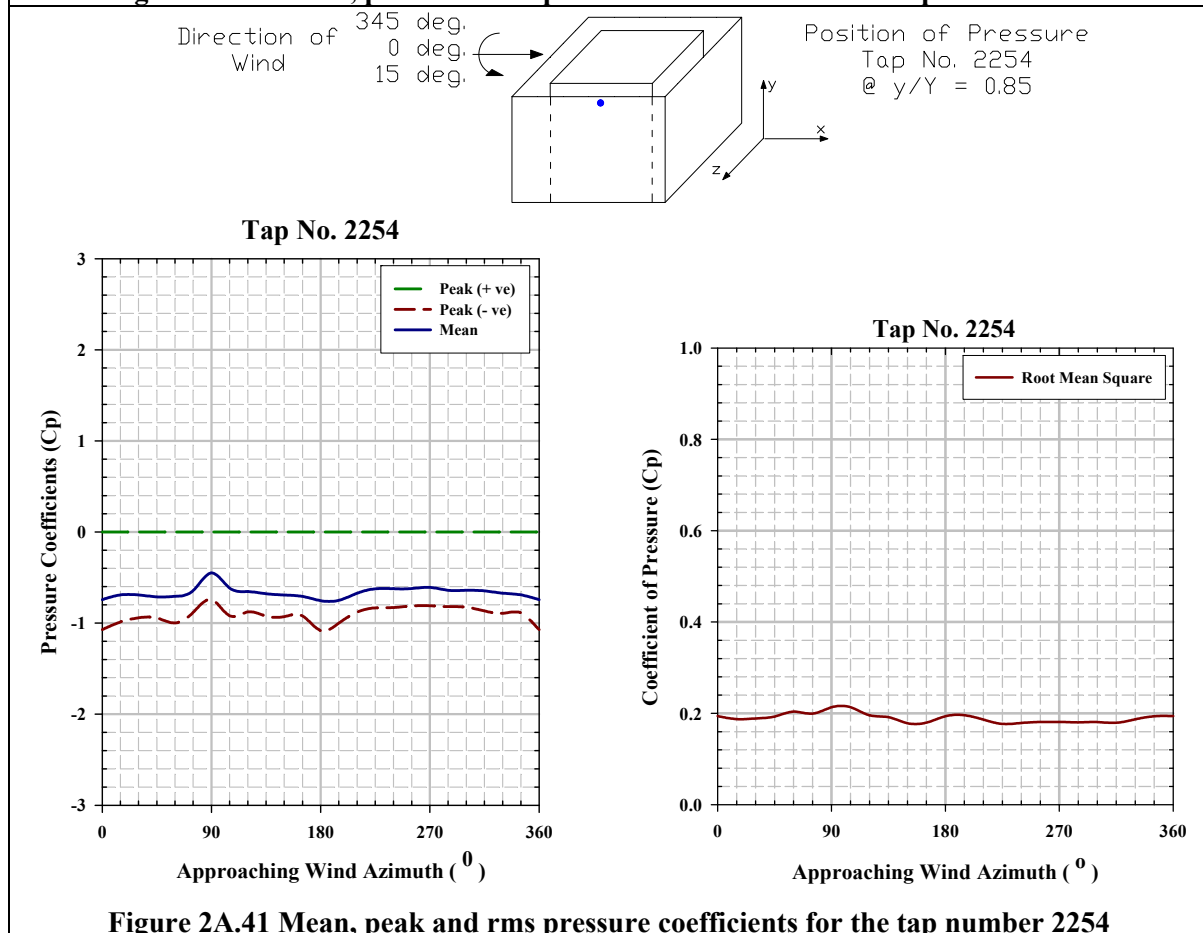 Direction of
Wind
345 deg.
0 deg.
15 deg.
Position of Pressure
Tap No. 2254
@ y/Y = 0.85
y
x
z
Tap No. 2254
Peak (+ ve)
Peak (- ve)
Mean
3
2
1
0
-1
-2
-3
0
90
180
270
360
Pressure Coefficients (Cp)
Approaching Wind Azimuth ( 0 )
Tap No. 2254
Root Mean Square
1.0
0.8
0.6
0.4
0.2
0.0
0
90
180
270
360
Coefficient of Pressure (Cp)
Approaching Wind Azimuth ( o )
Figure 2A.41 Mean, peak and rms pressure coefficients for the tap number 2254